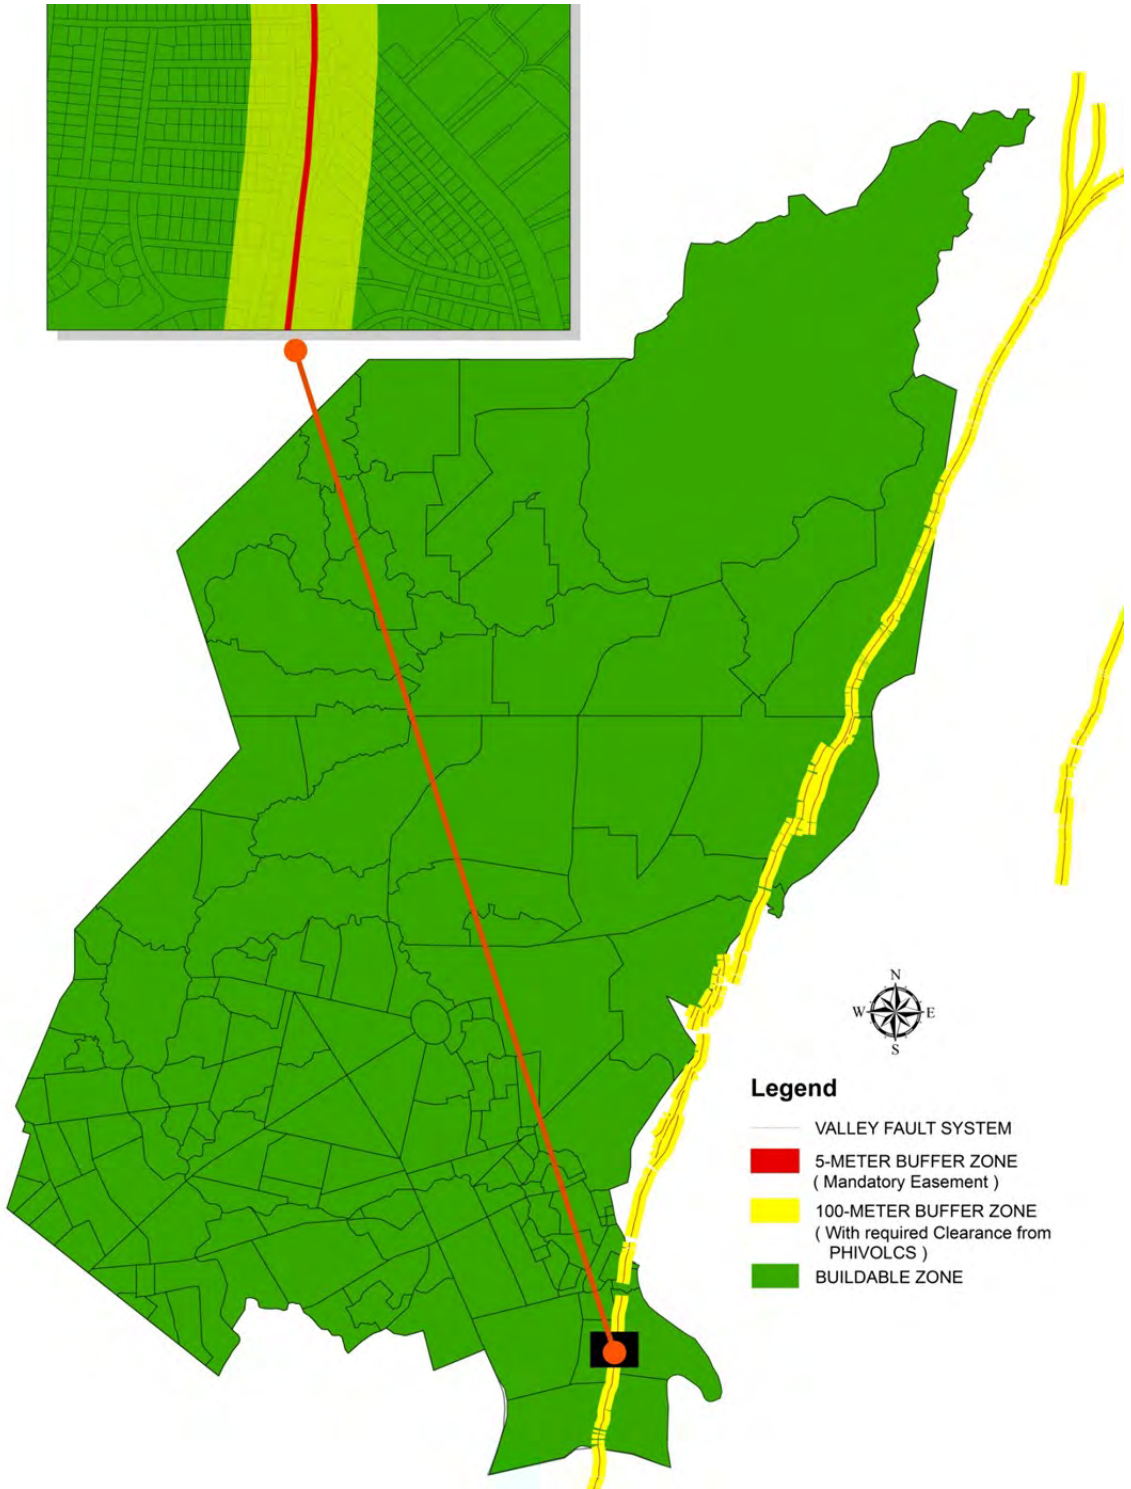 N
W E
S
Legend
VALLEY FAULT SYSTEM
5-METER BUFFER ZONE
( Mandatory Easement )
100-METER BUFFER ZONE
( With required Clearance from
PHIVOLCS )
BUILDABLE ZONE